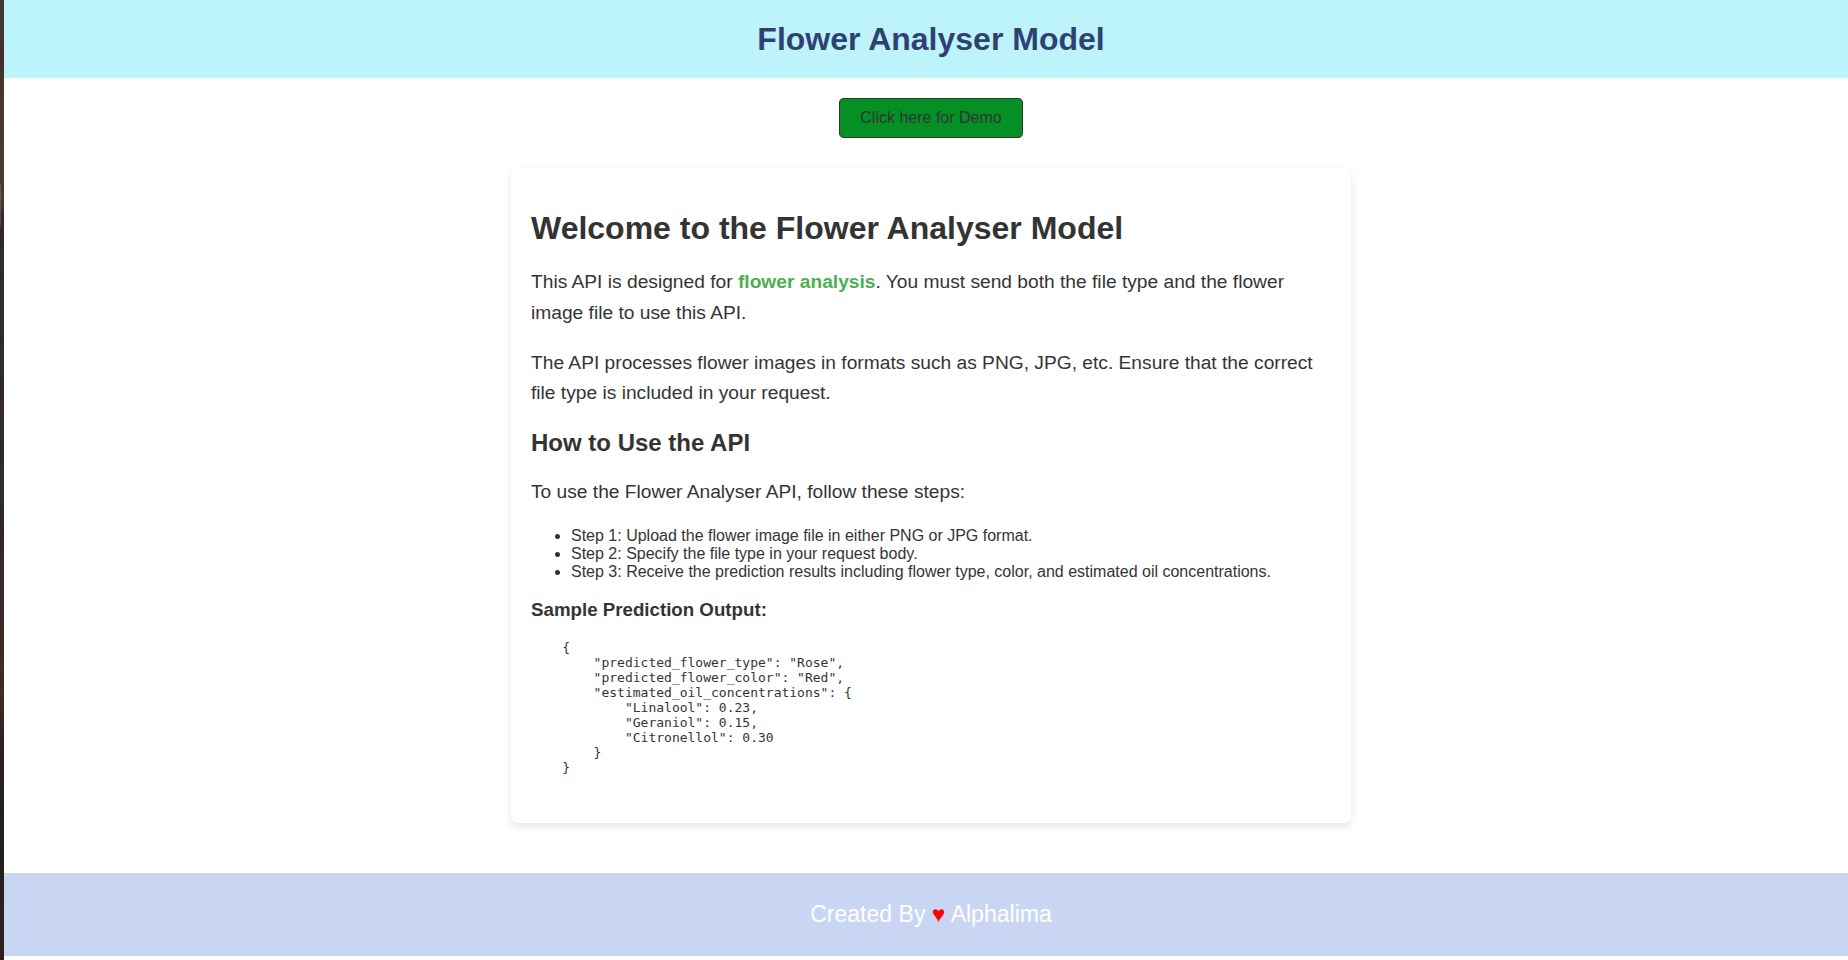 Flower Analyser Model
Click here for Demo
Welcome to the Flower Analyser Model
This API is designed for flower analysis. You must send both the file type and the flower
image file to use this API.
The API processes flower images in formats such as PNG, JPG, etc. Ensure that the correct
file type is included in your request.
How to Use the API
To use the Flower Analyser API, follow these steps:
• Step 1: Upload the flower image file in either PNG or JPG format.
• Step 2: Specify the file type in your request body.
• Step 3: Receive the prediction results including flower type, color, and estimated oil concentrations.
Sample Prediction Output:
{
    "predicted_flower_type": "Rose",
    "predicted_flower_color": "Red",
    "estimated_oil_concentrations": {
        "Linalool": 0.23,
        "Geraniol": 0.15,
        "Citronellol": 0.30
    }
}
Created By ♥ Alphalima